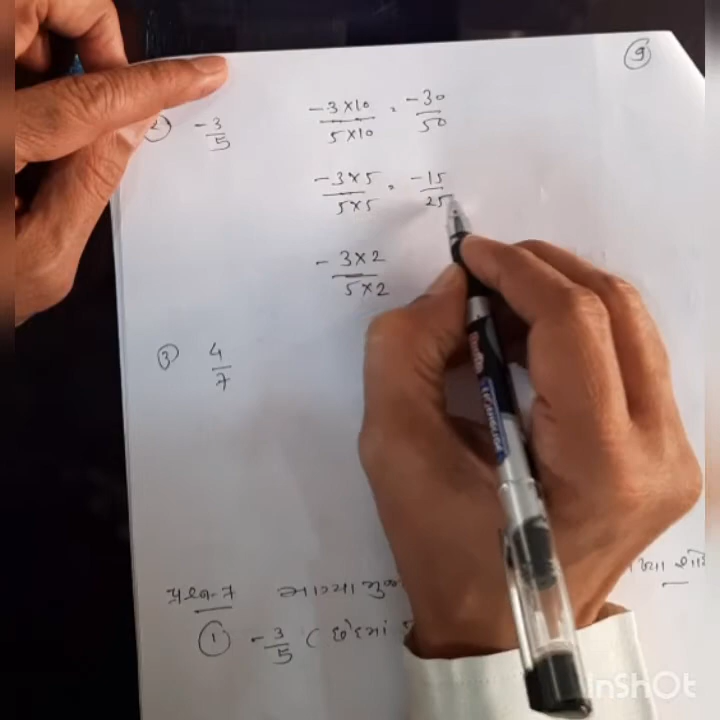 9
2 -3/5 -3×10/5×10 = -30/50
-3×5/5×5 = -15/25
-3×2/5×2
3 4/7
પ્રશ્ન-7 આપ્યા
1 -3/5 (છેદમાં
InShOt